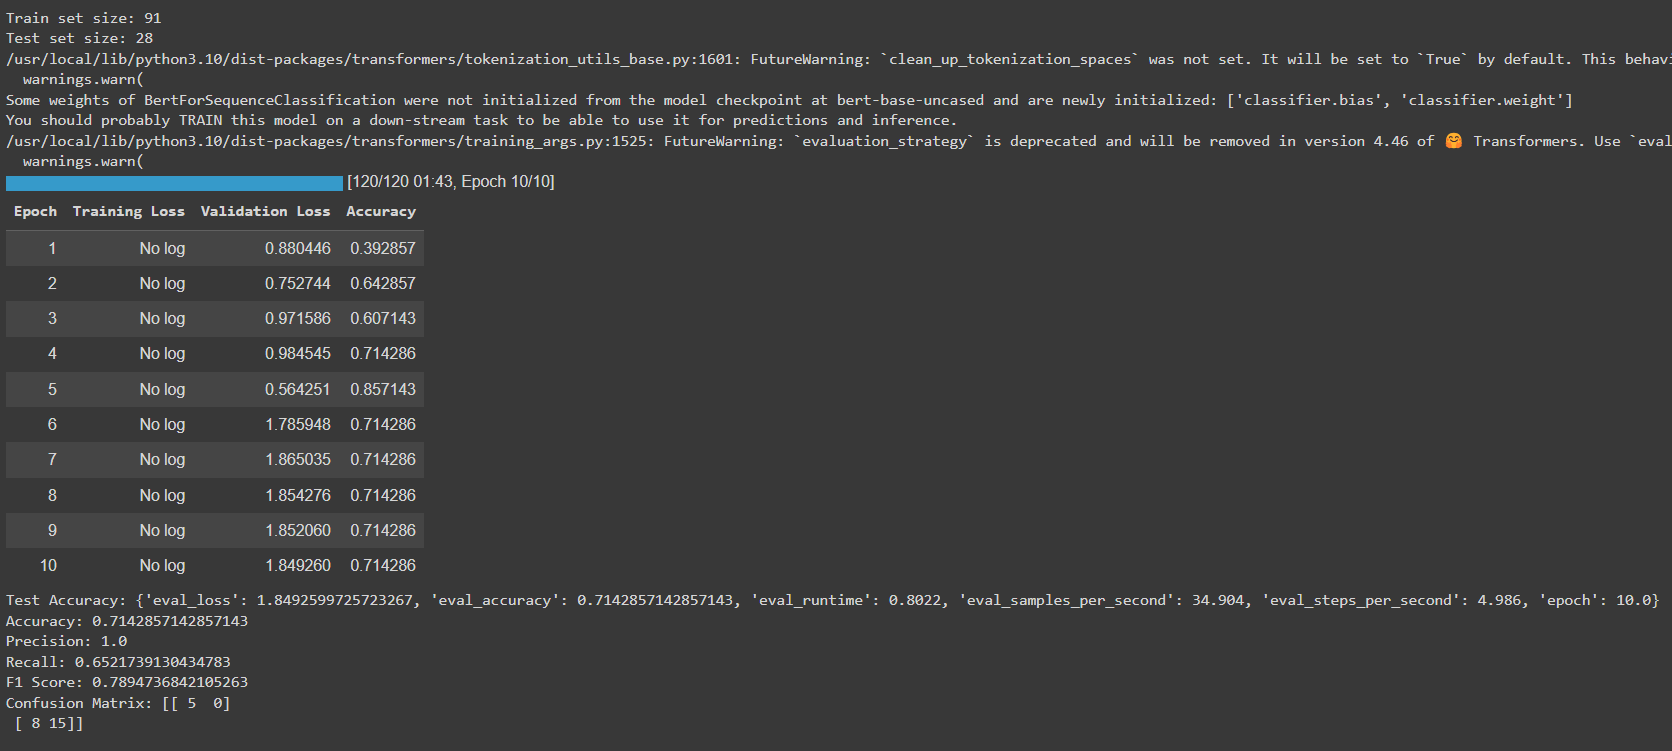 Train set size: 91
Test set size: 28
/usr/local/lib/python3.10/dist-packages/transformers/tokenization_utils_base.py:1601: FutureWarning: `clean_up_tokenization_spaces` was not set. It will be set to `True` by default. This behavi
  warnings.warn(
Some weights of BertForSequenceClassification were not initialized from the model checkpoint at bert-base-uncased and are newly initialized: ['classifier.bias', 'classifier.weight']
You should probably TRAIN this model on a down-stream task to be able to use it for predictions and inference.
/usr/local/lib/python3.10/dist-packages/transformers/training_args.py:1525: FutureWarning: `evaluation_strategy` is deprecated and will be removed in version 4.46 of 🤗 Transformers. Use `eval
  warnings.warn(
[120/120 01:43, Epoch 10/10]
Epoch Training Loss Validation Loss Accuracy
1 No log 0.880446 0.392857
2 No log 0.752744 0.642857
3 No log 0.971586 0.607143
4 No log 0.984545 0.714286
5 No log 0.564251 0.857143
6 No log 1.785948 0.714286
7 No log 1.865035 0.714286
8 No log 1.854276 0.714286
9 No log 1.852060 0.714286
10 No log 1.849260 0.714286
Test Accuracy: {'eval_loss': 1.8492599725723267, 'eval_accuracy': 0.7142857142857143, 'eval_runtime': 0.8022, 'eval_samples_per_second': 34.904, 'eval_steps_per_second': 4.986, 'epoch': 10.0}
Accuracy: 0.7142857142857143
Precision: 1.0
Recall: 0.6521739130434783
F1 Score: 0.7894736842105263
Confusion Matrix: [[ 5  0]
 [ 8 15]]